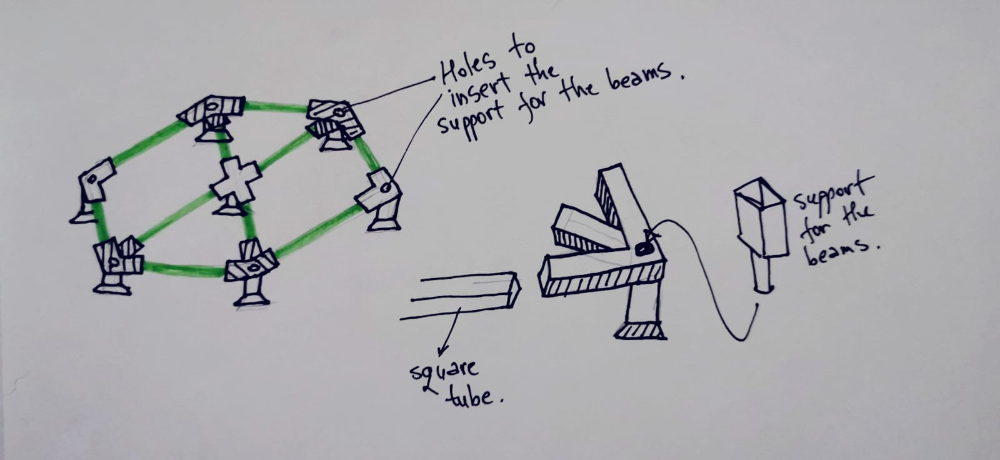 Holes to
insert the
support for the beams.
support
for the
beams.
square
tube.